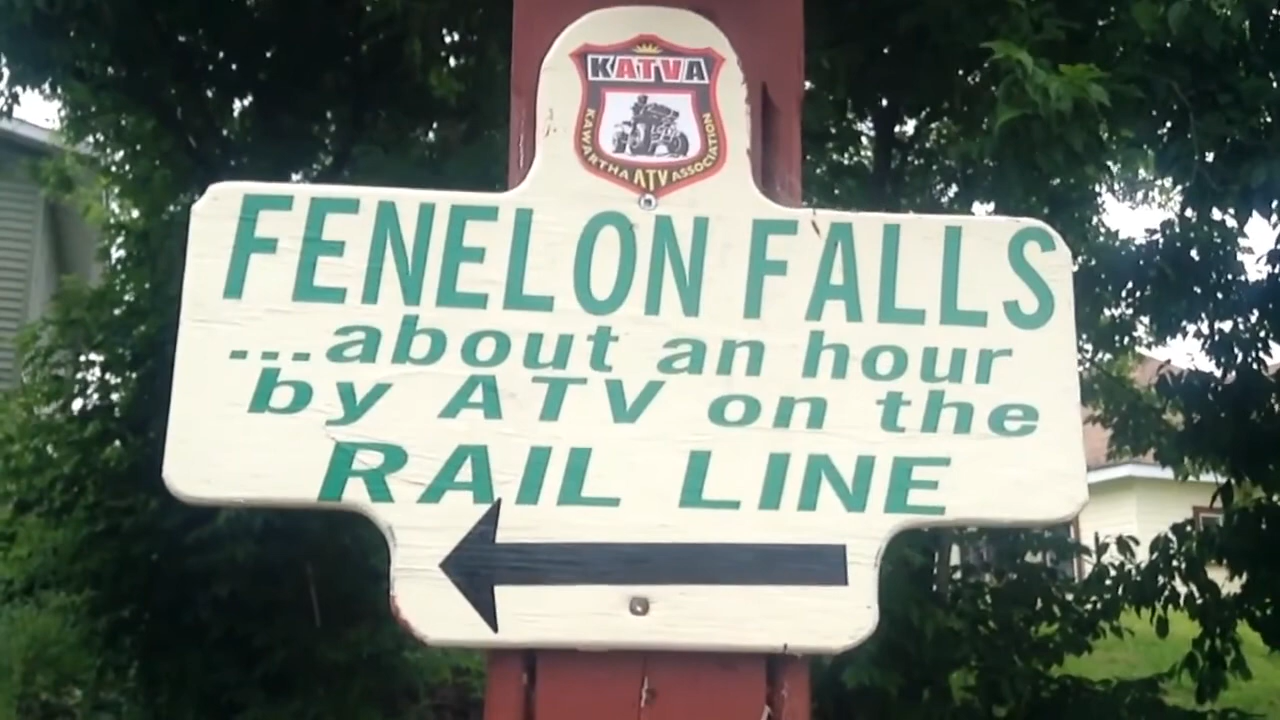 KATVA
KAWARTHA ATV ASSOCIATION
FENELON FALLS
...about an hour
by ATV on the
RAIL LINE